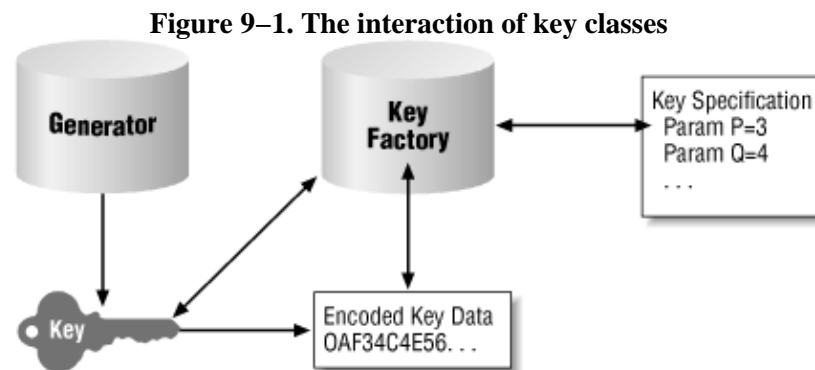 Figure 9–1. The interaction of key classes
Generator
Key
Factory
Key Specification
Param P=3
Param Q=4
. . .
Key
Encoded Key Data
0AF34C4E56. . .